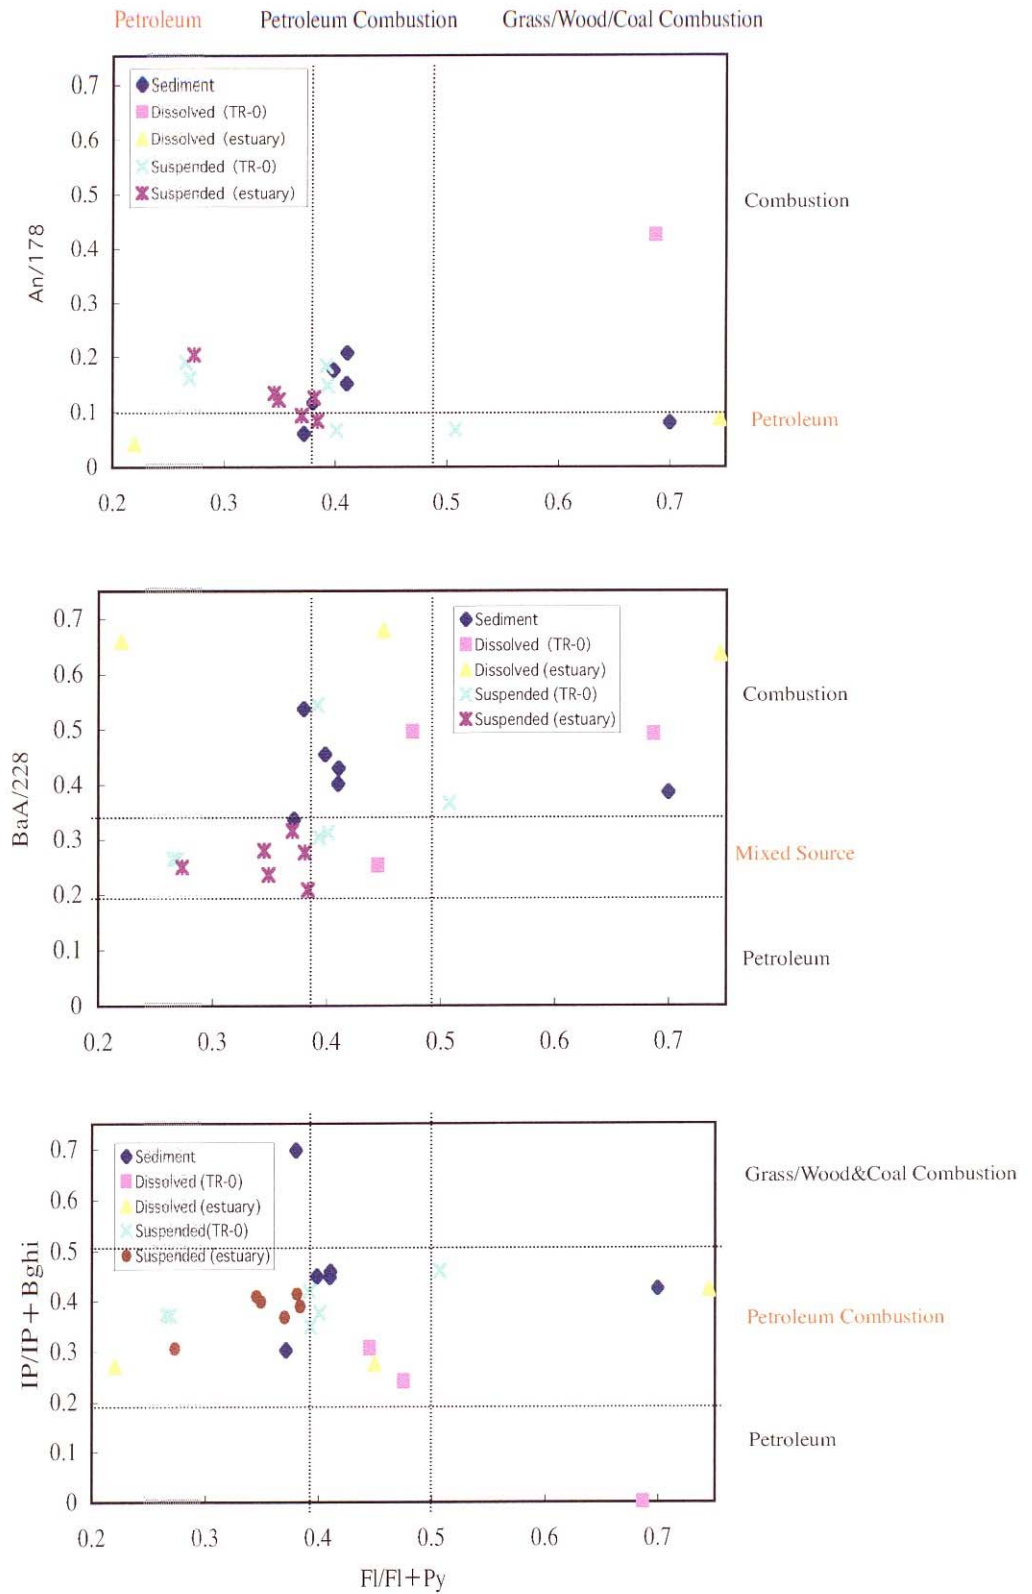 Petroleum Petroleum Combustion Grass/Wood/Coal Combustion
0.7
0.6
0.5
0.4
0.3
0.2
0.1
0
An/178
Sediment
Dissolved (TR-0)
Dissolved (estuary)
Suspended (TR-0)
Suspended (estuary)
Combustion
Petroleum
0.2 0.3 0.4 0.5 0.6 0.7
0.7
0.6
0.5
0.4
0.3
0.2
0.1
0
BaA/228
Sediment
Dissolved (TR-0)
Dissolved (estuary)
Suspended (TR-0)
Suspended (estuary)
Combustion
Mixed Source
Petroleum
0.2 0.3 0.4 0.5 0.6 0.7
0.7
0.6
0.5
0.4
0.3
0.2
0.1
0
IP/IP+Bghi
Sediment
Dissolved (TR-0)
Dissolved (estuary)
Suspended(TR-0)
Suspended (estuary)
Grass/Wood&Coal Combustion
Petroleum Combustion
Petroleum
0.2 0.3 0.4 0.5 0.6 0.7
Fl/Fl+Py